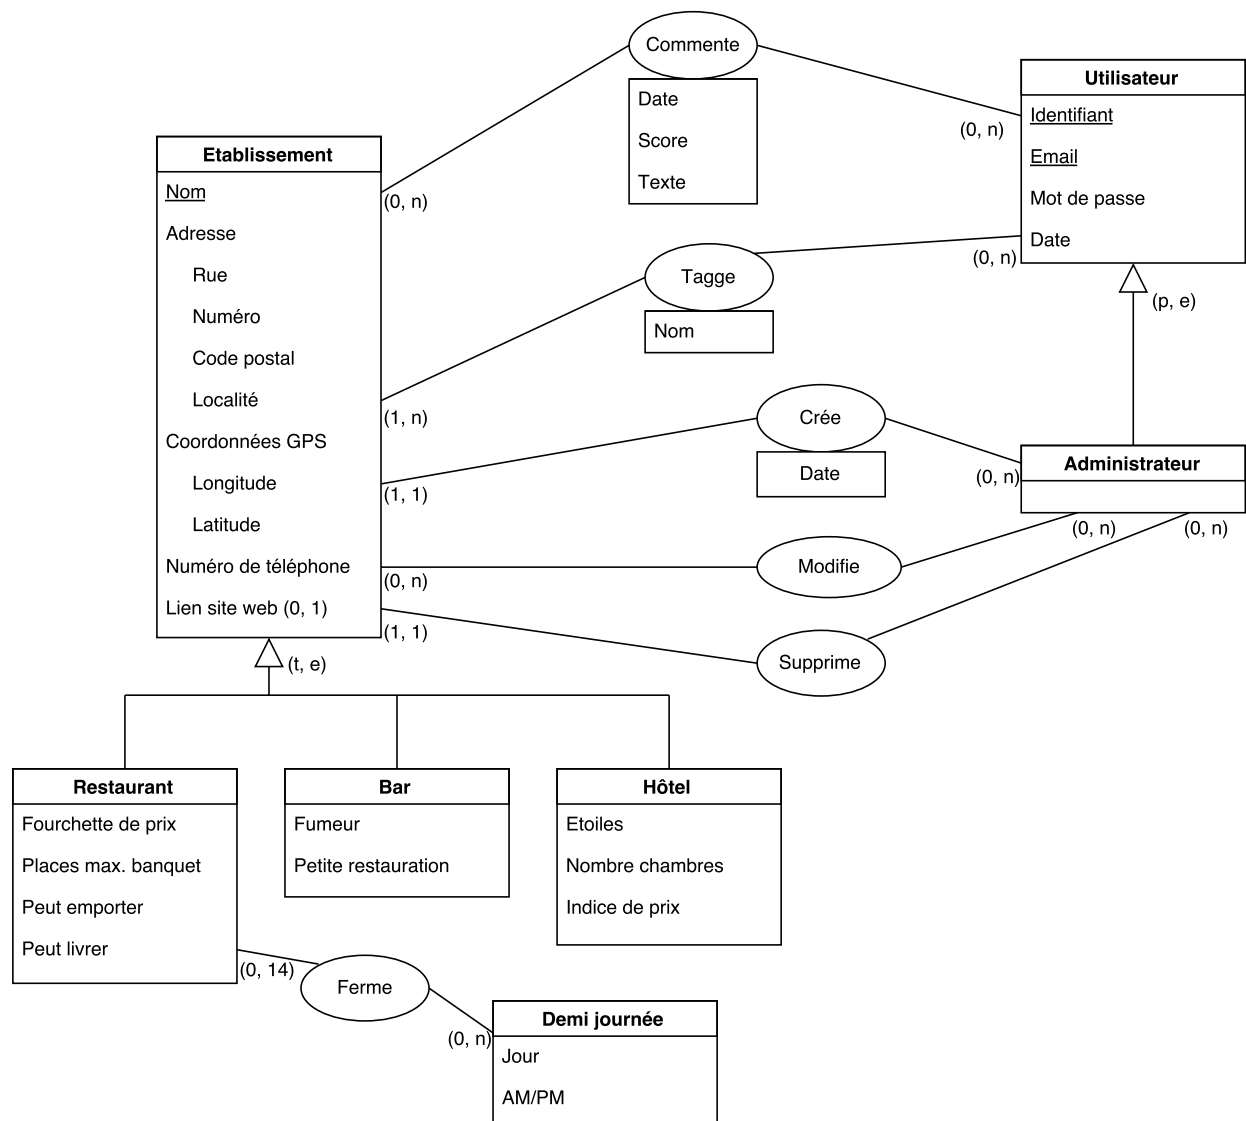 Commente
Date
Score
Texte
(0, n)
(0, n)
Utilisateur
Identifiant
Email
Mot de passe
Date
(p, e)
Etablissement
Nom
Adresse
Rue
Numéro
Code postal
Localité
Coordonnées GPS
Longitude
Latitude
Numéro de téléphone
Lien site web (0, 1)
(t, e)
Tagge
Nom
(1, n)
(0, n)
Crée
Date
(1, 1)
(0, n)
Administrateur
Modifie
(0, n)
(0, n)
Supprime
(1, 1)
(0, n)
Restaurant
Fourchette de prix
Places max. banquet
Peut emporter
Peut livrer
Bar
Fumeur
Petite restauration
Hôtel
Etoiles
Nombre chambres
Indice de prix
(0, 14)
Ferme
(0, n)
Demi journée
Jour
AM/PM